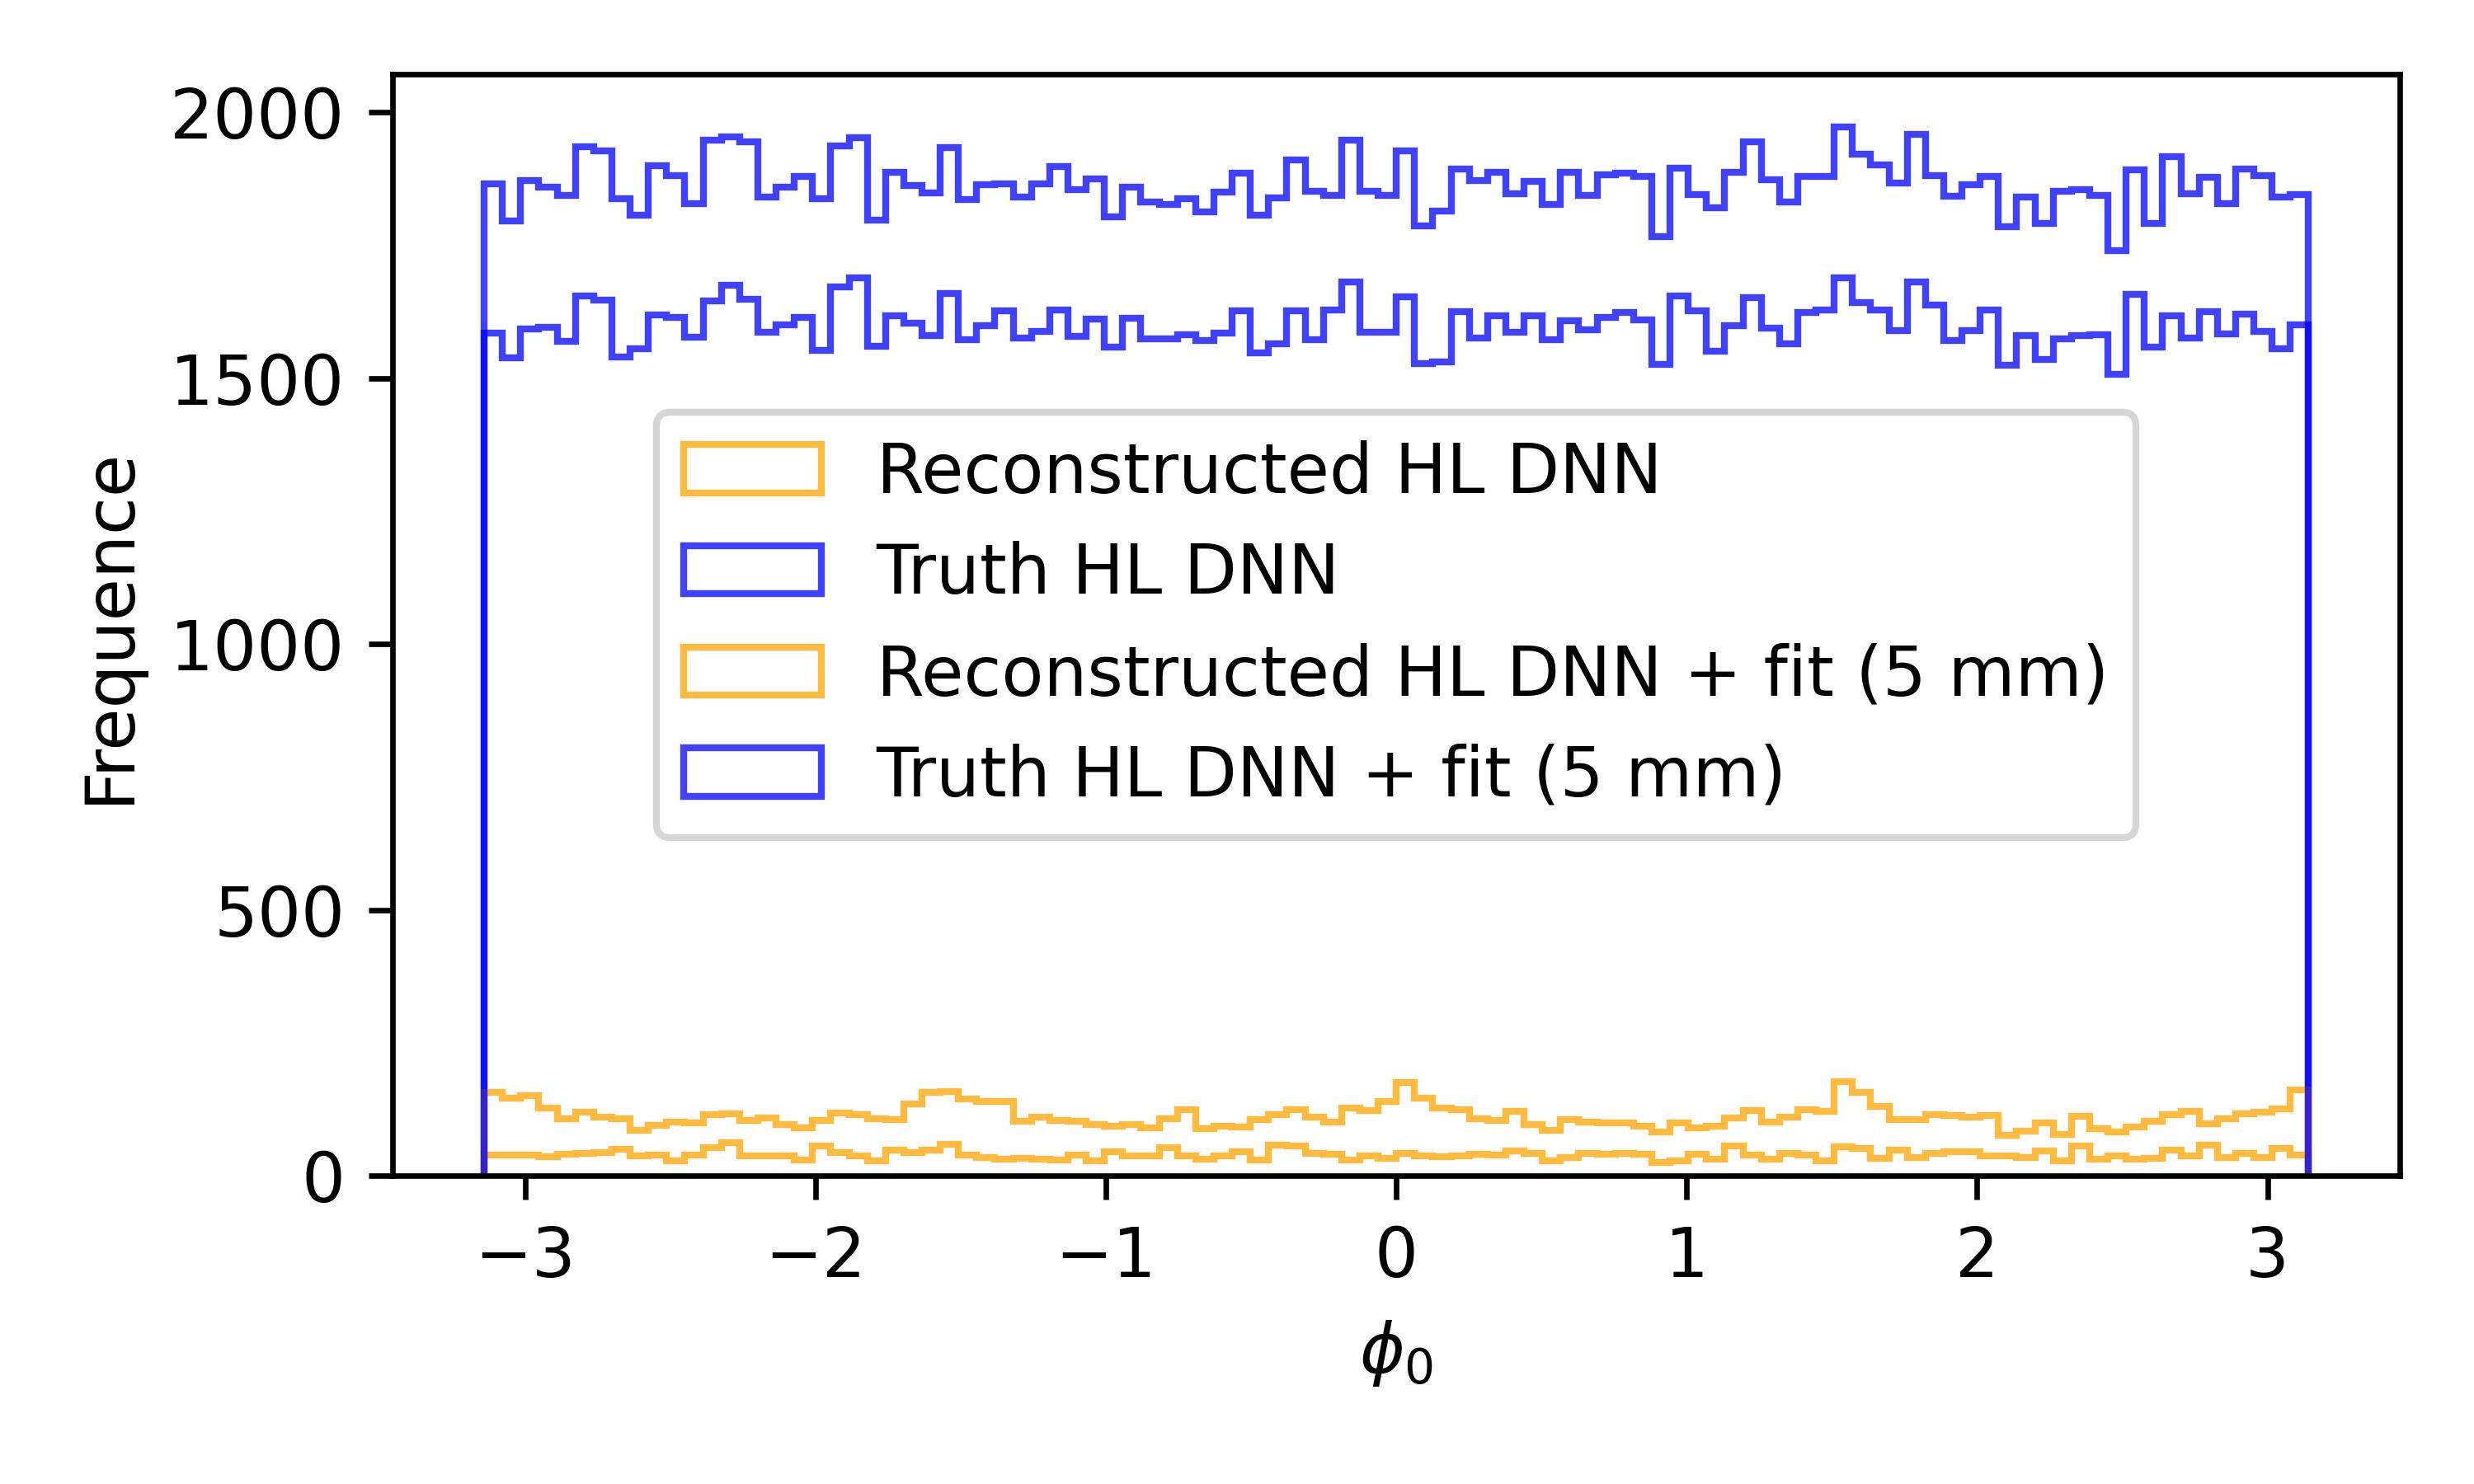 2000
1500
1000
500
0
Frequence
Reconstructed HL DNN
Truth HL DNN
Reconstructed HL DNN + fit (5 mm)
Truth HL DNN + fit (5 mm)
−3 −2 −1 0 1 2 3
ϕ₀